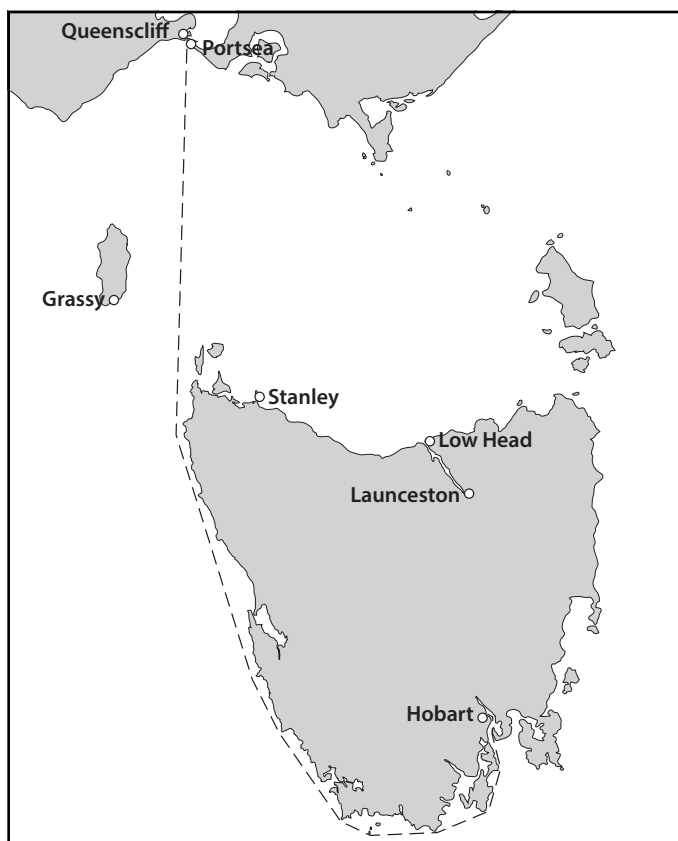 Queenscliff
Portsea
Grassy
Stanley
Low Head
Launceston
Hobart